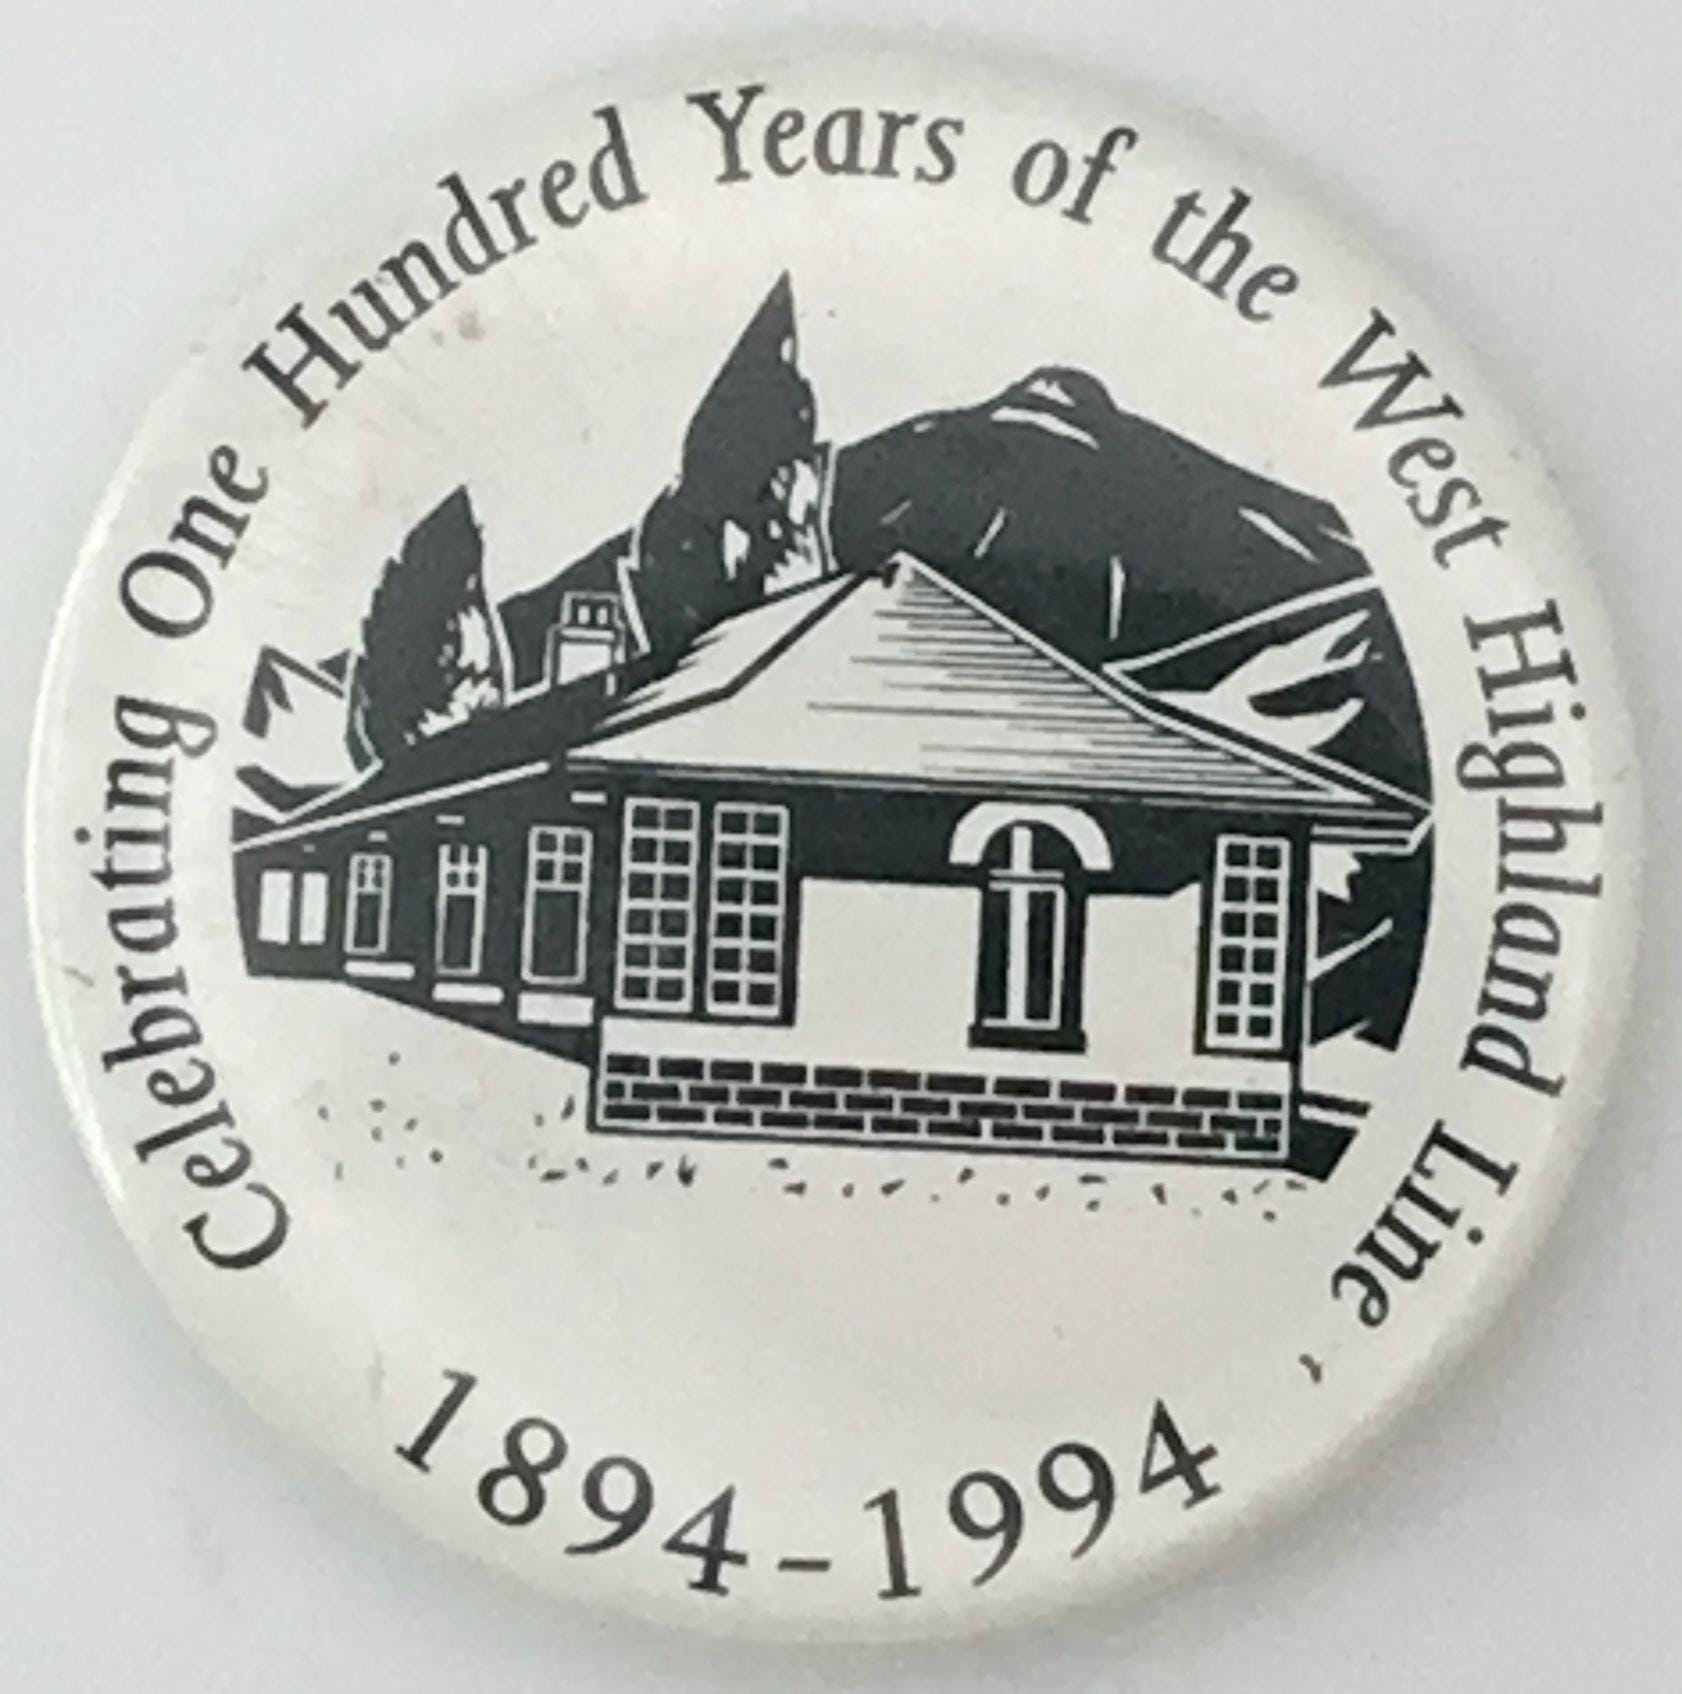 Celebrating One Hundred Years of the West Highland Line
1894-1994